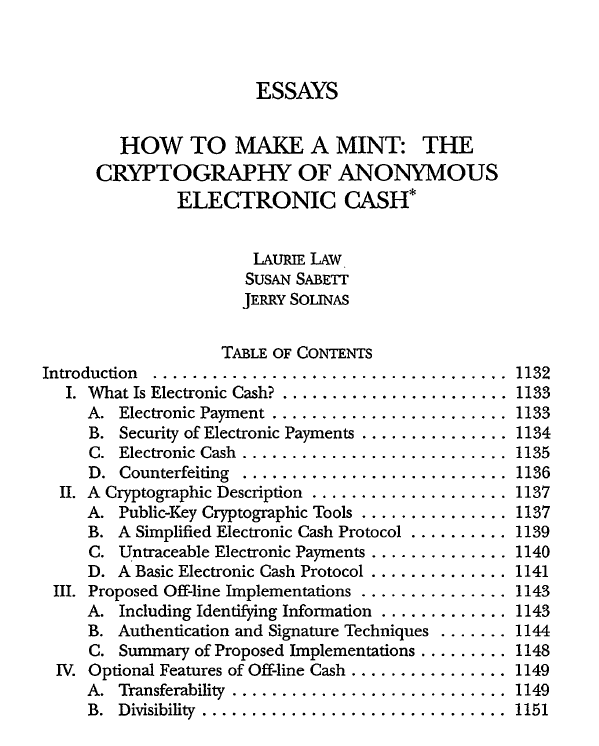 ESSAYS
HOW TO MAKE A MINT: THE
CRYPTOGRAPHY OF ANONYMOUS
ELECTRONIC CASH*
LAURIE LAW
SUSAN SABETT
JERRY SOLINAS
TABLE OF CONTENTS
Introduction . . . . . . . . . . . . . . . . . . . . . . . . . . . . . . . . . . . 1132
I. What Is Electronic Cash? . . . . . . . . . . . . . . . . . . . . . . . 1133
A. Electronic Payment . . . . . . . . . . . . . . . . . . . . . . . . 1133
B. Security of Electronic Payments . . . . . . . . . . . . . . . 1134
C. Electronic Cash . . . . . . . . . . . . . . . . . . . . . . . . . . . 1135
D. Counterfeiting . . . . . . . . . . . . . . . . . . . . . . . . . . . 1136
II. A Cryptographic Description . . . . . . . . . . . . . . . . . . . . 1137
A. Public-Key Cryptographic Tools . . . . . . . . . . . . . . . 1137
B. A Simplified Electronic Cash Protocol . . . . . . . . . . 1139
C. Untraceable Electronic Payments . . . . . . . . . . . . . . 1140
D. A Basic Electronic Cash Protocol . . . . . . . . . . . . . . 1141
III. Proposed Off-line Implementations . . . . . . . . . . . . . . . 1143
A. Including Identifying Information . . . . . . . . . . . . . 1143
B. Authentication and Signature Techniques . . . . . . . 1144
C. Summary of Proposed Implementations . . . . . . . . . 1148
IV. Optional Features of Off-line Cash . . . . . . . . . . . . . . . . 1149
A. Transferability . . . . . . . . . . . . . . . . . . . . . . . . . . . . 1149
B. Divisibility . . . . . . . . . . . . . . . . . . . . . . . . . . . . . . . 1151